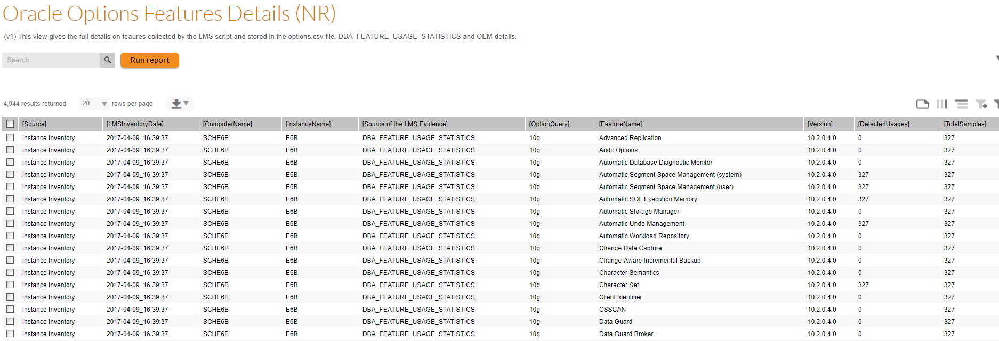 Oracle Options Features Details (NR)
(v1) This view gives the full details on feaures collected by the LMS script and stored in the options.csv file. DBA_FEATURE_USAGE_STATISTICS and OEM details.
Search Run report
4,944 results returned 20 rows per page
[Source] [LMSInventoryDate] [ComputerName] [InstanceName] [Source of the LMS Evidence] [OptionQuery] [FeatureName] [Version] [DetectedUsages] [TotalSamples]
Instance Inventory 2017-04-09_16:39:37 SCHE6B E6B DBA_FEATURE_USAGE_STATISTICS 10g Advanced Replication 10.2.0.4.0 0 327
Instance Inventory 2017-04-09_16:39:37 SCHE6B E6B DBA_FEATURE_USAGE_STATISTICS 10g Audit Options 10.2.0.4.0 0 327
Instance Inventory 2017-04-09_16:39:37 SCHE6B E6B DBA_FEATURE_USAGE_STATISTICS 10g Automatic Database Diagnostic Monitor 10.2.0.4.0 0 327
Instance Inventory 2017-04-09_16:39:37 SCHE6B E6B DBA_FEATURE_USAGE_STATISTICS 10g Automatic Segment Space Management (system) 10.2.0.4.0 327 327
Instance Inventory 2017-04-09_16:39:37 SCHE6B E6B DBA_FEATURE_USAGE_STATISTICS 10g Automatic Segment Space Management (user) 10.2.0.4.0 327 327
Instance Inventory 2017-04-09_16:39:37 SCHE6B E6B DBA_FEATURE_USAGE_STATISTICS 10g Automatic SQL Execution Memory 10.2.0.4.0 327 327
Instance Inventory 2017-04-09_16:39:37 SCHE6B E6B DBA_FEATURE_USAGE_STATISTICS 10g Automatic Storage Manager 10.2.0.4.0 0 327
Instance Inventory 2017-04-09_16:39:37 SCHE6B E6B DBA_FEATURE_USAGE_STATISTICS 10g Automatic Undo Management 10.2.0.4.0 327 327
Instance Inventory 2017-04-09_16:39:37 SCHE6B E6B DBA_FEATURE_USAGE_STATISTICS 10g Automatic Workload Repository 10.2.0.4.0 0 327
Instance Inventory 2017-04-09_16:39:37 SCHE6B E6B DBA_FEATURE_USAGE_STATISTICS 10g Change Data Capture 10.2.0.4.0 0 327
Instance Inventory 2017-04-09_16:39:37 SCHE6B E6B DBA_FEATURE_USAGE_STATISTICS 10g Change-Aware Incremental Backup 10.2.0.4.0 0 327
Instance Inventory 2017-04-09_16:39:37 SCHE6B E6B DBA_FEATURE_USAGE_STATISTICS 10g Character Semantics 10.2.0.4.0 0 327
Instance Inventory 2017-04-09_16:39:37 SCHE6B E6B DBA_FEATURE_USAGE_STATISTICS 10g Character Set 10.2.0.4.0 327 327
Instance Inventory 2017-04-09_16:39:37 SCHE6B E6B DBA_FEATURE_USAGE_STATISTICS 10g Client Identifier 10.2.0.4.0 0 327
Instance Inventory 2017-04-09_16:39:37 SCHE6B E6B DBA_FEATURE_USAGE_STATISTICS 10g CSSCAN 10.2.0.4.0 0 327
Instance Inventory 2017-04-09_16:39:37 SCHE6B E6B DBA_FEATURE_USAGE_STATISTICS 10g Data Guard 10.2.0.4.0 0 327
Instance Inventory 2017-04-09_16:39:37 SCHE6B E6B DBA_FEATURE_USAGE_STATISTICS 10g Data Guard Broker 10.2.0.4.0 0 327